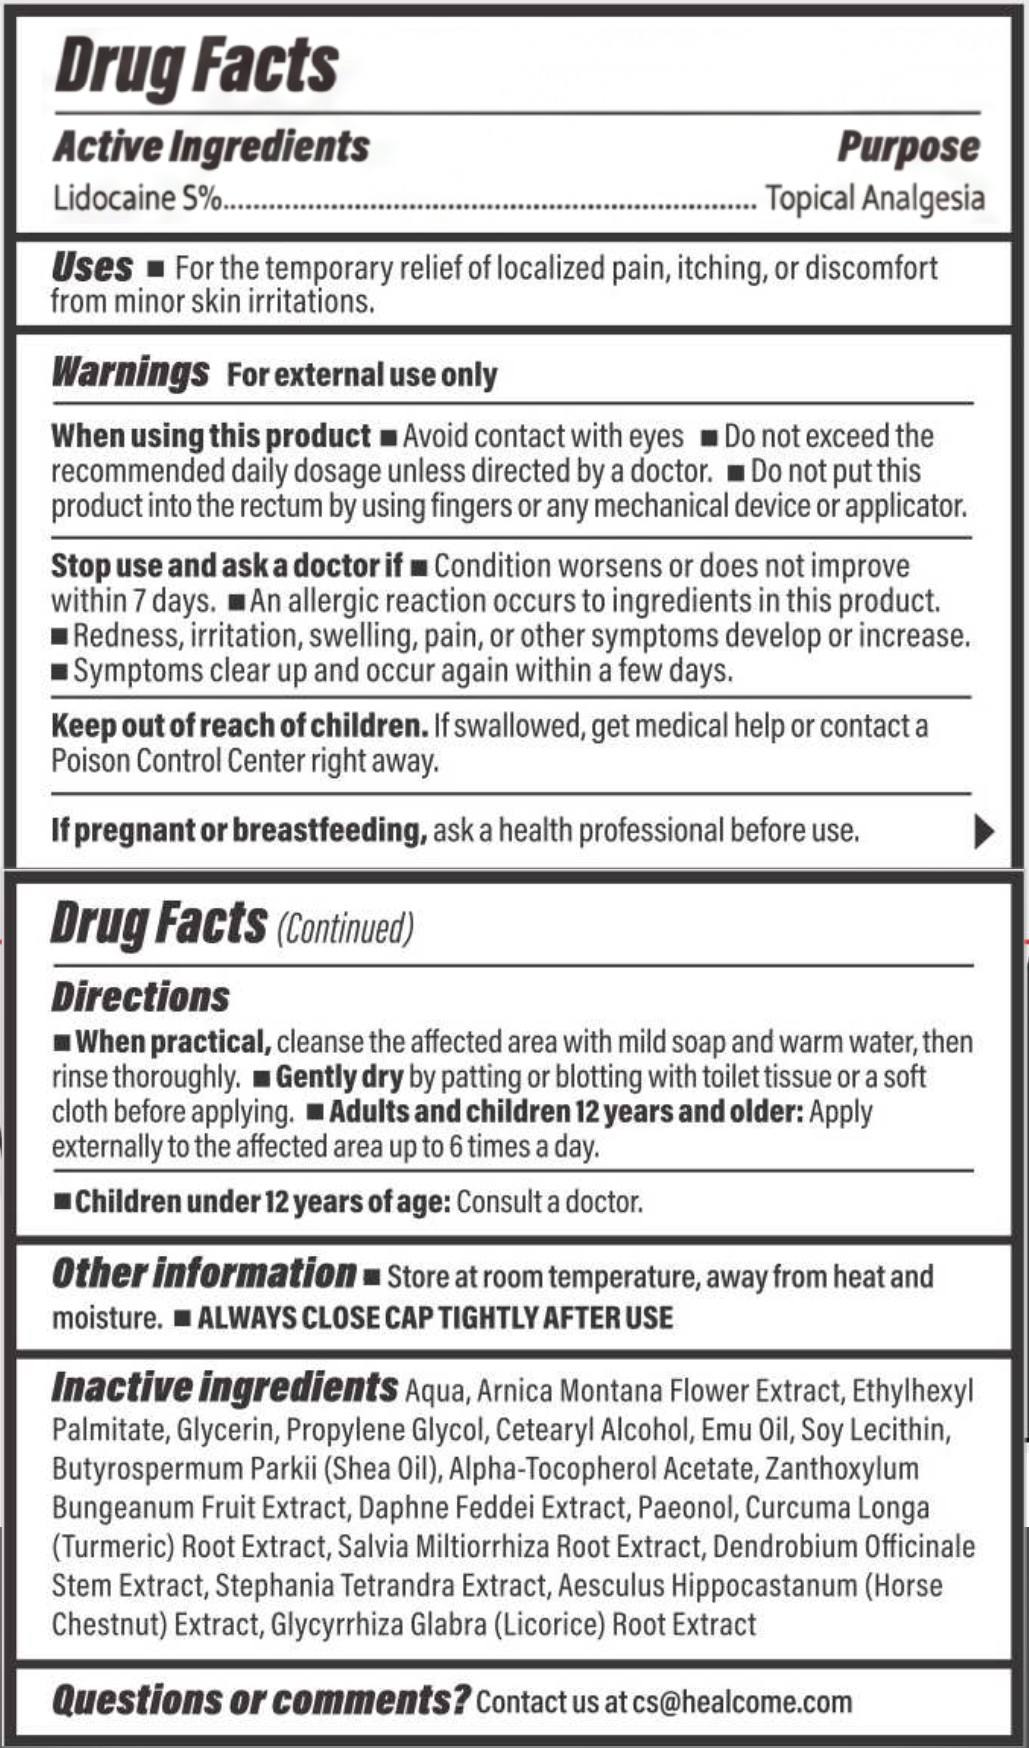 Drug Facts
Active Ingredients Purpose
Lidocaine 5%........................................................... Topical Analgesia
Uses ■ For the temporary relief of localized pain, itching, or discomfort
from minor skin irritations.
Warnings For external use only
When using this product ■ Avoid contact with eyes ■ Do not exceed the
recommended daily dosage unless directed by a doctor. ■ Do not put this
product into the rectum by using fingers or any mechanical device or applicator.
Stop use and ask a doctor if ■ Condition worsens or does not improve
within 7 days. ■ An allergic reaction occurs to ingredients in this product.
■ Redness, irritation, swelling, pain, or other symptoms develop or increase.
■ Symptoms clear up and occur again within a few days.
Keep out of reach of children. If swallowed, get medical help or contact a
Poison Control Center right away.
If pregnant or breastfeeding, ask a health professional before use.
Drug Facts (Continued)
Directions
■ When practical, cleanse the affected area with mild soap and warm water, then
rinse thoroughly. ■ Gently dry by patting or blotting with toilet tissue or a soft
cloth before applying. ■ Adults and children 12 years and older: Apply
externally to the affected area up to 6 times a day.
■ Children under 12 years of age: Consult a doctor.
Other information ■ Store at room temperature, away from heat and
moisture. ■ ALWAYS CLOSE CAP TIGHTLY AFTER USE
Inactive ingredients Aqua, Arnica Montana Flower Extract, Ethylhexyl
Palmitate, Glycerin, Propylene Glycol, Cetearyl Alcohol, Emu Oil, Soy Lecithin,
Butyrospermum Parkii (Shea Oil), Alpha-Tocopherol Acetate, Zanthoxylum
Bungeanum Fruit Extract, Daphne Feddei Extract, Paeonol, Curcuma Longa
(Turmeric) Root Extract, Salvia Miltiorrhiza Root Extract, Dendrobium Officinale
Stem Extract, Stephania Tetrandra Extract, Aesculus Hippocastanum (Horse
Chestnut) Extract, Glycyrrhiza Glabra (Licorice) Root Extract
Questions or comments? Contact us at cs@healcome.com